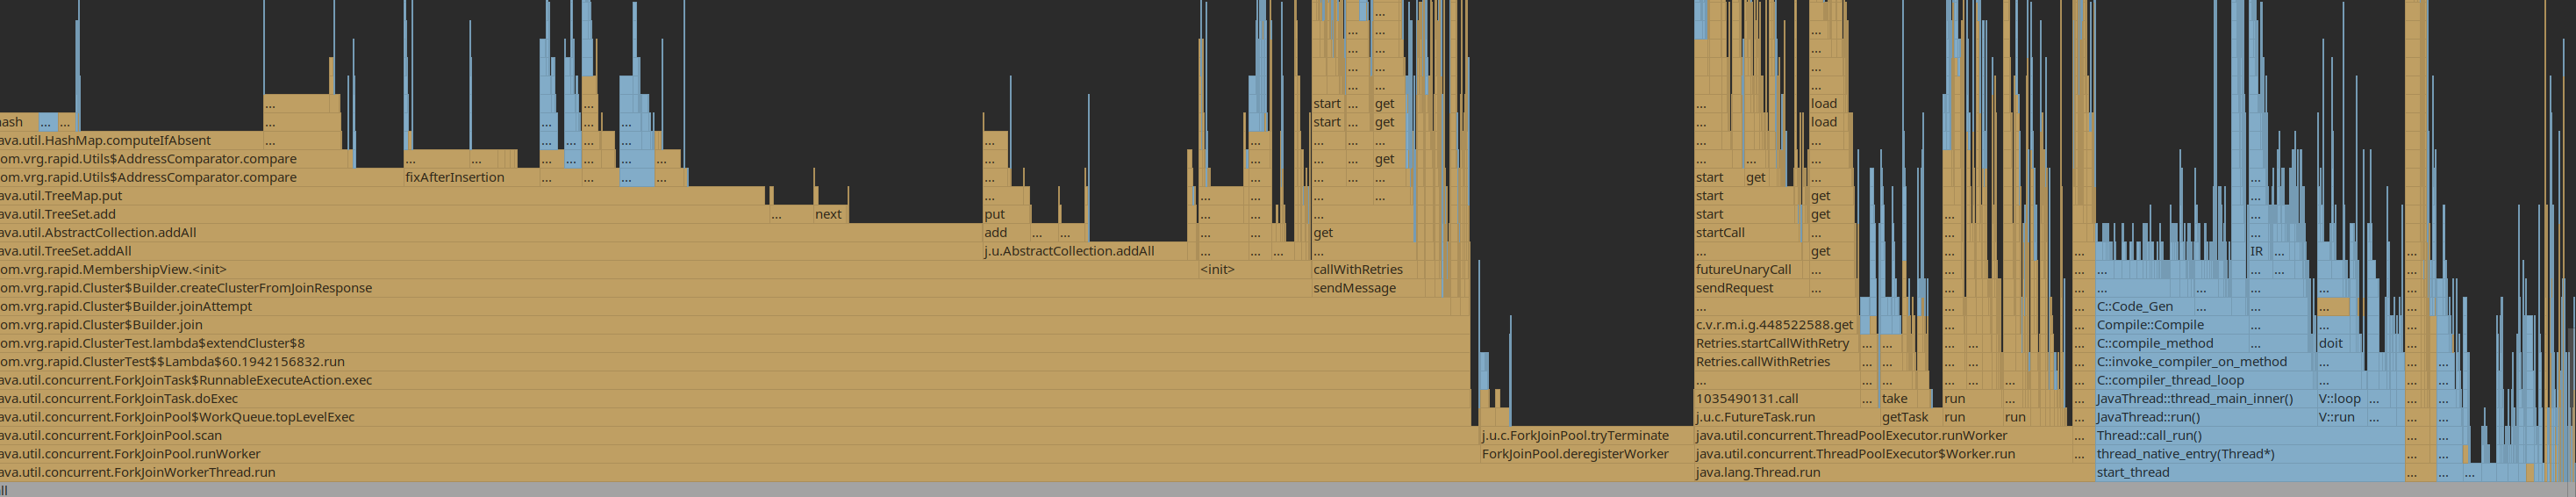 ash ... ...
... start ... get
... start ... get
... load
... load
ava.util.HashMap.computeIfAbsent
om.vrg.rapid.Utils$AddressComparator.compare ... ... get
om.vrg.rapid.Utils$AddressComparator.compare fixAfterInsertion ... ... ... ... start get
ava.util.TreeMap.put start get
ava.util.TreeSet.add ... next put start get
ava.util.AbstractCollection.addAll add ... ... get startCall
ava.util.TreeSet.addAll j.u.AbstractCollection.addAll get IR
om.vrg.rapid.MembershipView.<init> <init> callWithRetries futureUnaryCall
om.vrg.rapid.Cluster$Builder.createClusterFromJoinResponse sendMessage sendRequest
om.vrg.rapid.Cluster$Builder.joinAttempt ... C::Code_Gen
om.vrg.rapid.Cluster$Builder.join c.v.r.m.i.g.448522588.get Compile::Compile
om.vrg.rapid.ClusterTest.lambda$extendCluster$8 Retries.startCallWithRetry ... ... C::compile_method ... doit
om.vrg.rapid.ClusterTest$$Lambda$60.1942156832.run Retries.callWithRetries C::invoke_compiler_on_method
ava.util.concurrent.ForkJoinTask$RunnableExecuteAction.exec ... C::compiler_thread_loop
ava.util.concurrent.ForkJoinTask.doExec 1035490131.call ... take run ... JavaThread::thread_main_inner() V::loop ...
ava.util.concurrent.ForkJoinPool$WorkQueue.topLevelExec j.u.c.FutureTask.run getTask run run JavaThread::run() V::run ...
ava.util.concurrent.ForkJoinPool.scan j.u.c.ForkJoinPool.tryTerminate java.util.concurrent.ThreadPoolExecutor.runWorker ... Thread::call_run()
ava.util.concurrent.ForkJoinPool.runWorker ForkJoinPool.deregisterWorker java.util.concurrent.ThreadPoolExecutor$Worker.run ... thread_native_entry(Thread*)
ava.util.concurrent.ForkJoinWorkerThread.run java.lang.Thread.run start_thread ... ... ...
ll